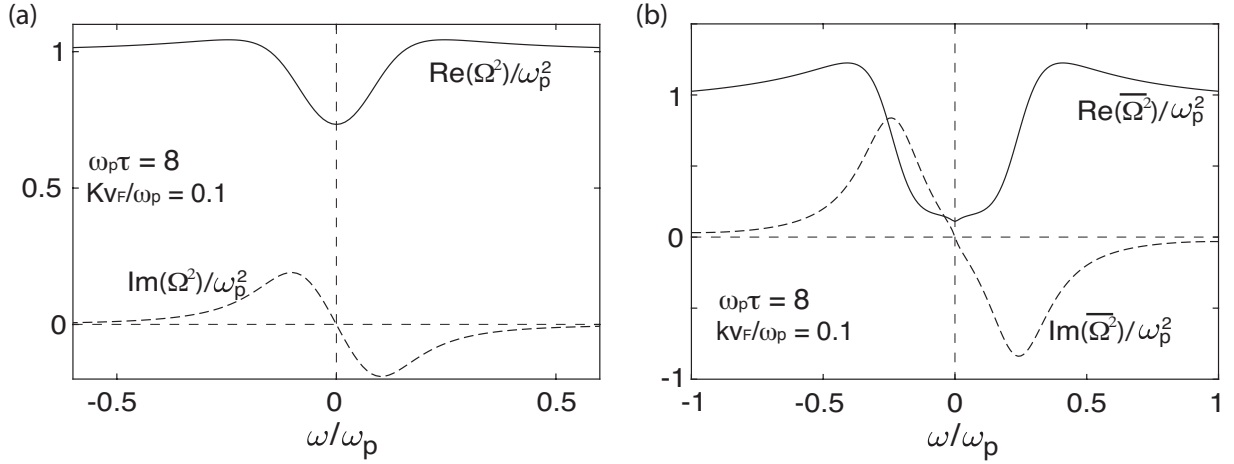 (a)
1
0.5
0
Re(Ω²)/ω²ₚ
ωₚτ = 8
Kv_F/ωₚ = 0.1
Im(Ω²)/ω²ₚ
-0.5
0
0.5
ω/ωₚ
(b)
1
0
-1
Re(Ω̅²)/ω²ₚ
ωₚτ = 8
kv_F/ωₚ = 0.1
Im(Ω̅²)/ω²ₚ
-1
-0.5
0
0.5
1
ω/ωₚ